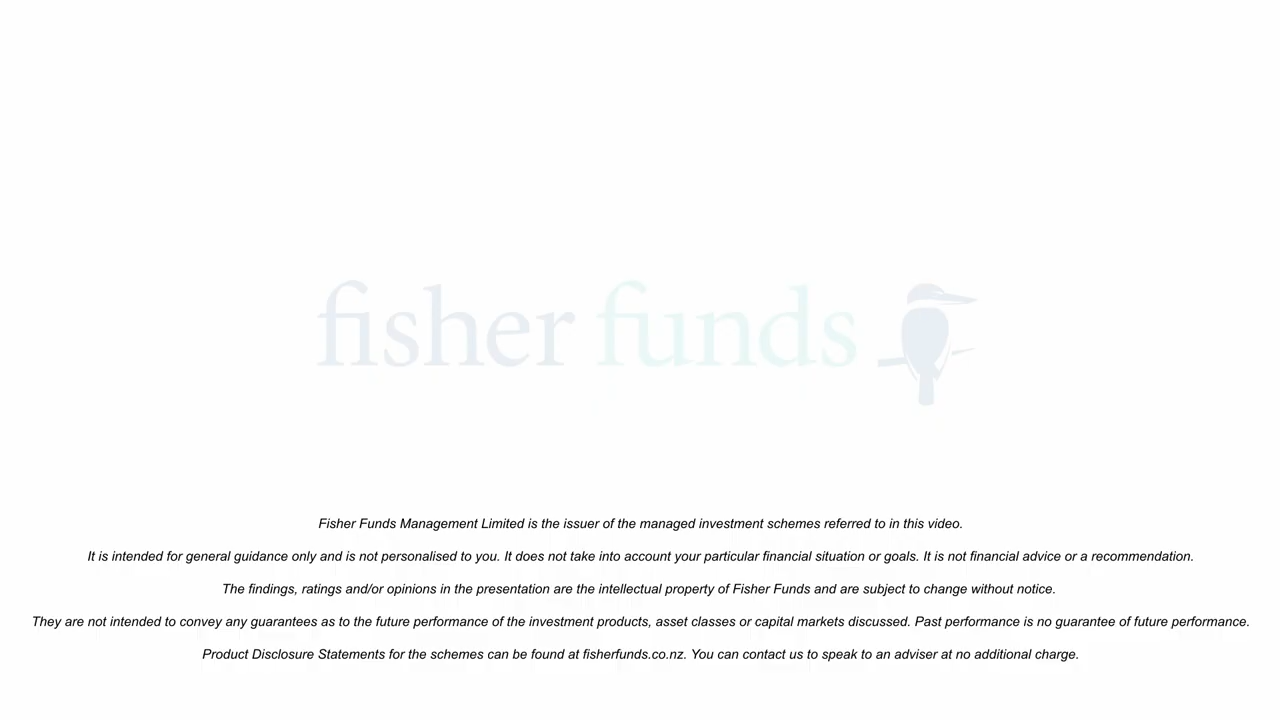 fisher funds
Fisher Funds Management Limited is the issuer of the managed investment schemes referred to in this video.
It is intended for general guidance only and is not personalised to you. It does not take into account your particular financial situation or goals. It is not financial advice or a recommendation.
The findings, ratings and/or opinions in the presentation are the intellectual property of Fisher Funds and are subject to change without notice.
They are not intended to convey any guarantees as to the future performance of the investment products, asset classes or capital markets discussed. Past performance is no guarantee of future performance.
Product Disclosure Statements for the schemes can be found at fisherfunds.co.nz. You can contact us to speak to an adviser at no additional charge.